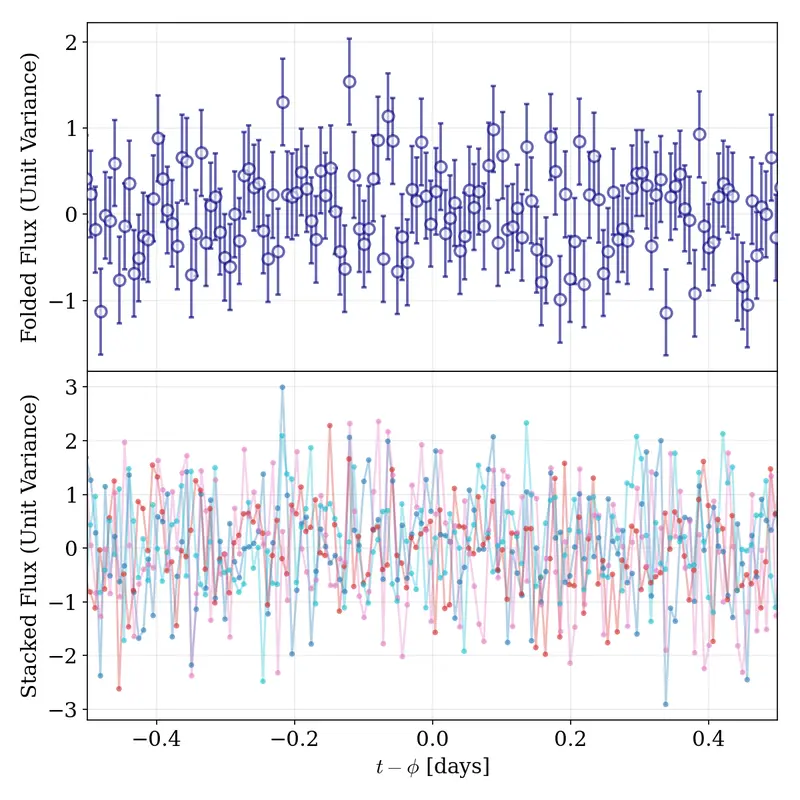 Folded Flux (Unit Variance)
2
1
0
−1
Stacked Flux (Unit Variance)
3
2
1
0
−1
−2
−3
−0.4 −0.2 0.0 0.2 0.4
t − ϕ [days]